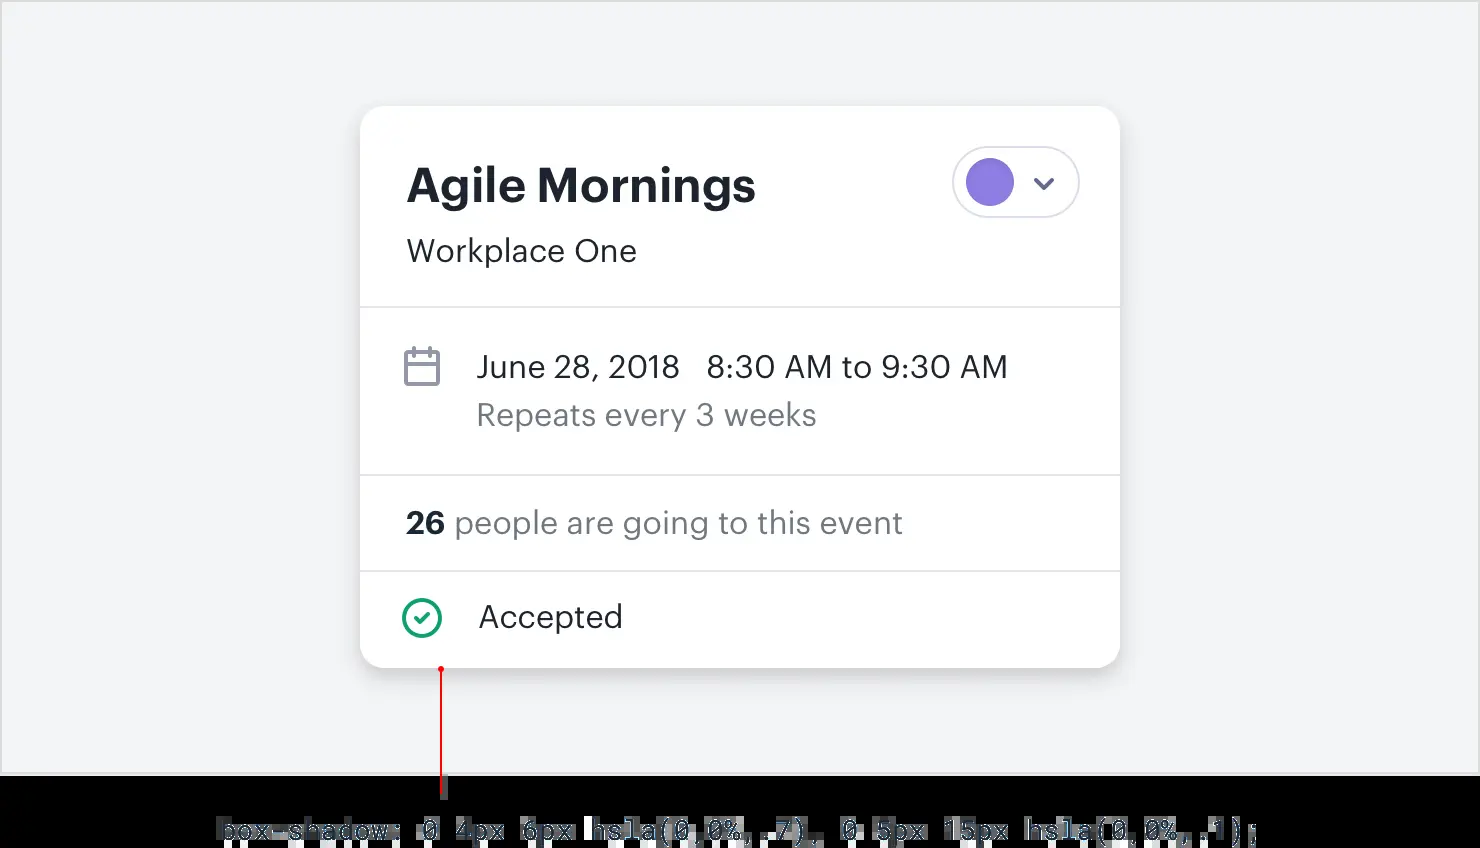 Agile Mornings
Workplace One
June 28, 2018 8:30 AM to 9:30 AM
Repeats every 3 weeks
26 people are going to this event
Accepted
box-shadow: 0 4px 6px hsla(0,0%,.7), 0 5px 15px hsla(0,0%,.1);